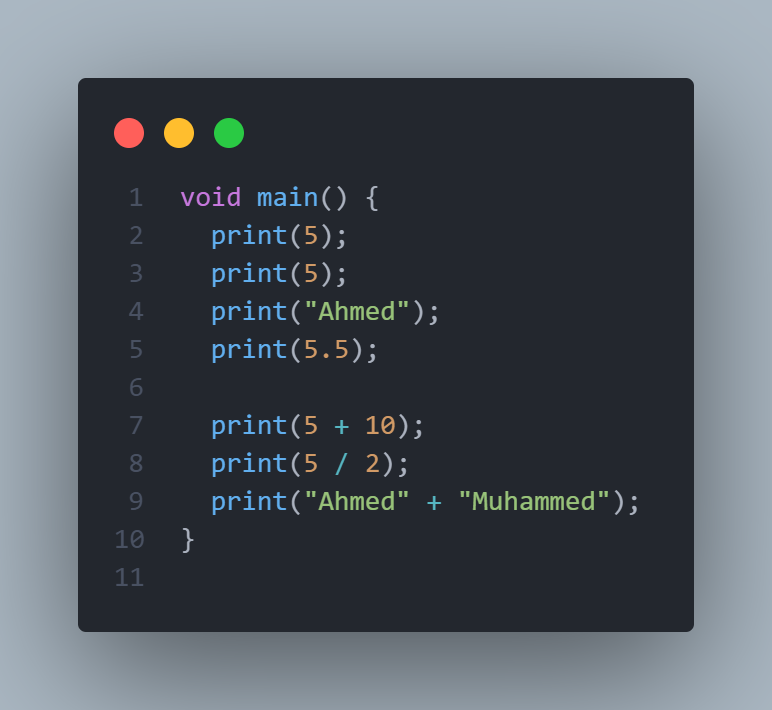 1 void main() {
2   print(5);
3   print(5);
4   print("Ahmed");
5   print(5.5);
6
7   print(5 + 10);
8   print(5 / 2);
9   print("Ahmed" + "Muhammed");
10 }
11